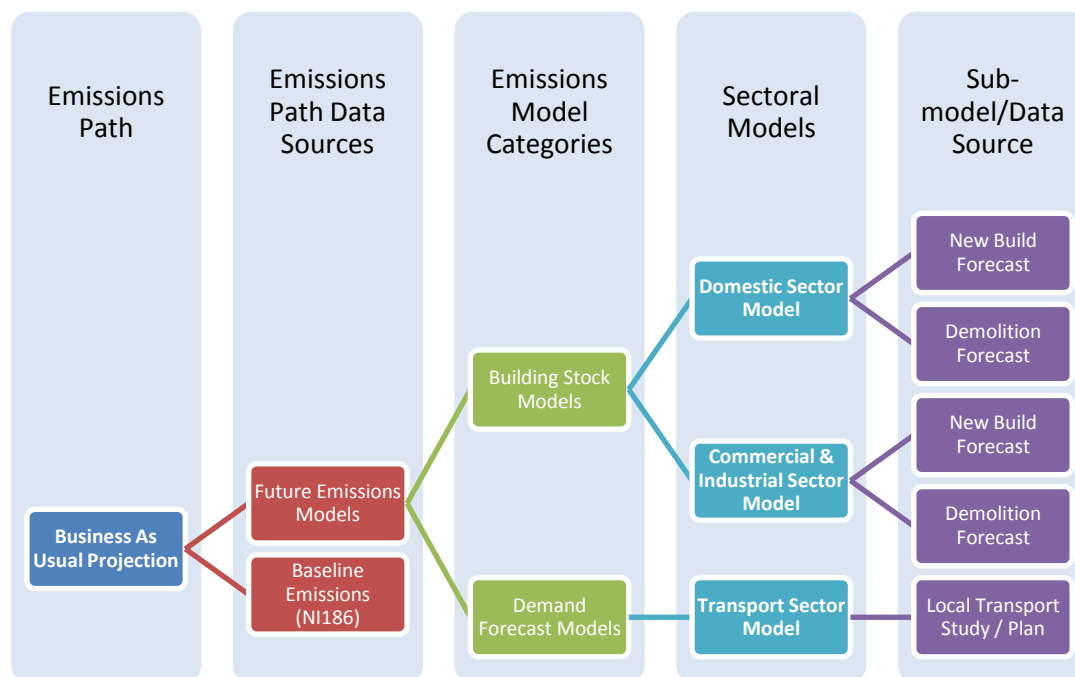 Emissions
Path
Emissions
Path Data
Sources
Emissions
Model
Categories
Sectoral
Models
Sub-
model/Data
Source
Business As
Usual Projection
Future Emissions
Models
Baseline
Emissions
(NI186)
Building Stock
Models
Demand
Forecast Models
Domestic Sector
Model
Commercial &
Industrial Sector
Model
Transport Sector
Model
New Build
Forecast
Demolition
Forecast
New Build
Forecast
Demolition
Forecast
Local Transport
Study / Plan